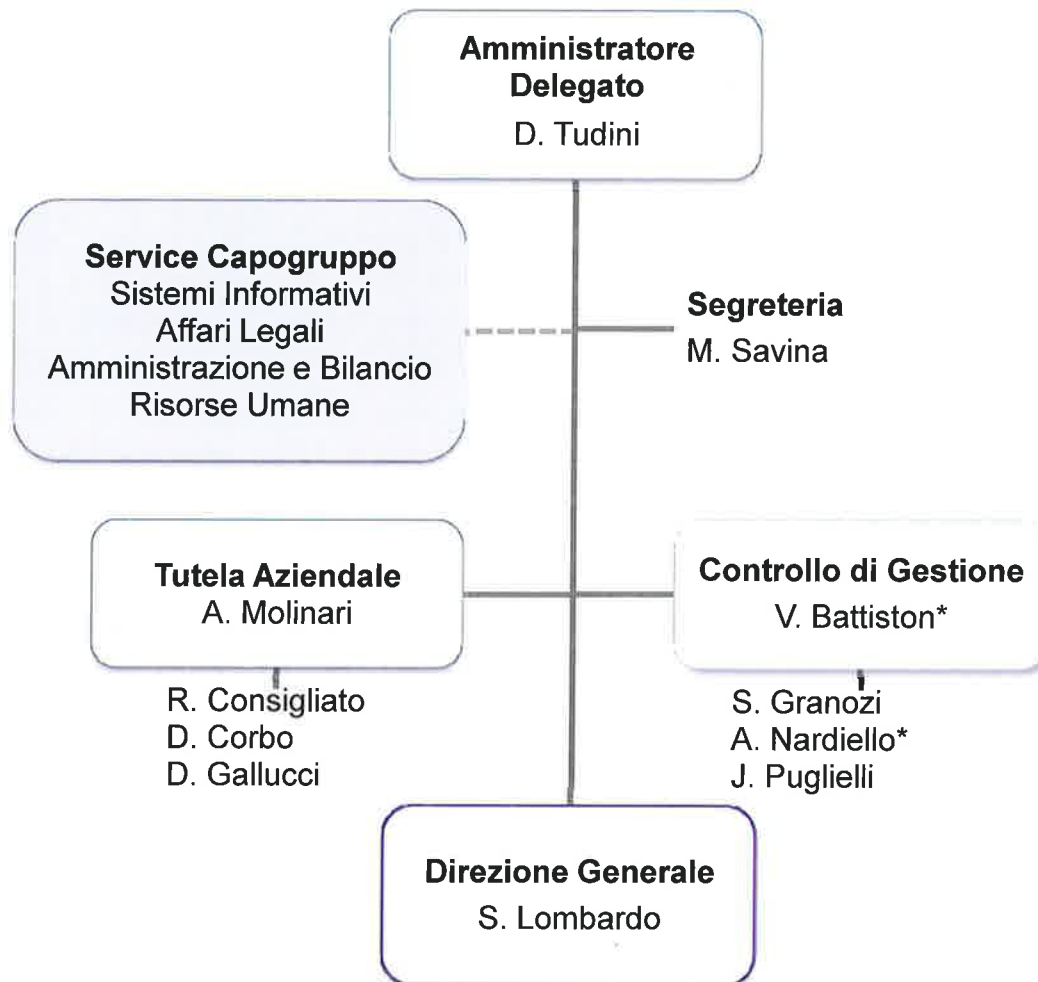 Amministratore
Delegato
D. Tudini
Service Capogruppo
Sistemi Informativi
Affari Legali
Amministrazione e Bilancio
Risorse Umane
Segreteria
M. Savina
Tutela Aziendale
A. Molinari
R. Consigliato
D. Corbo
D. Gallucci
Controllo di Gestione
V. Battiston*
S. Granozi
A. Nardiello*
J. Puglielli
Direzione Generale
S. Lombardo